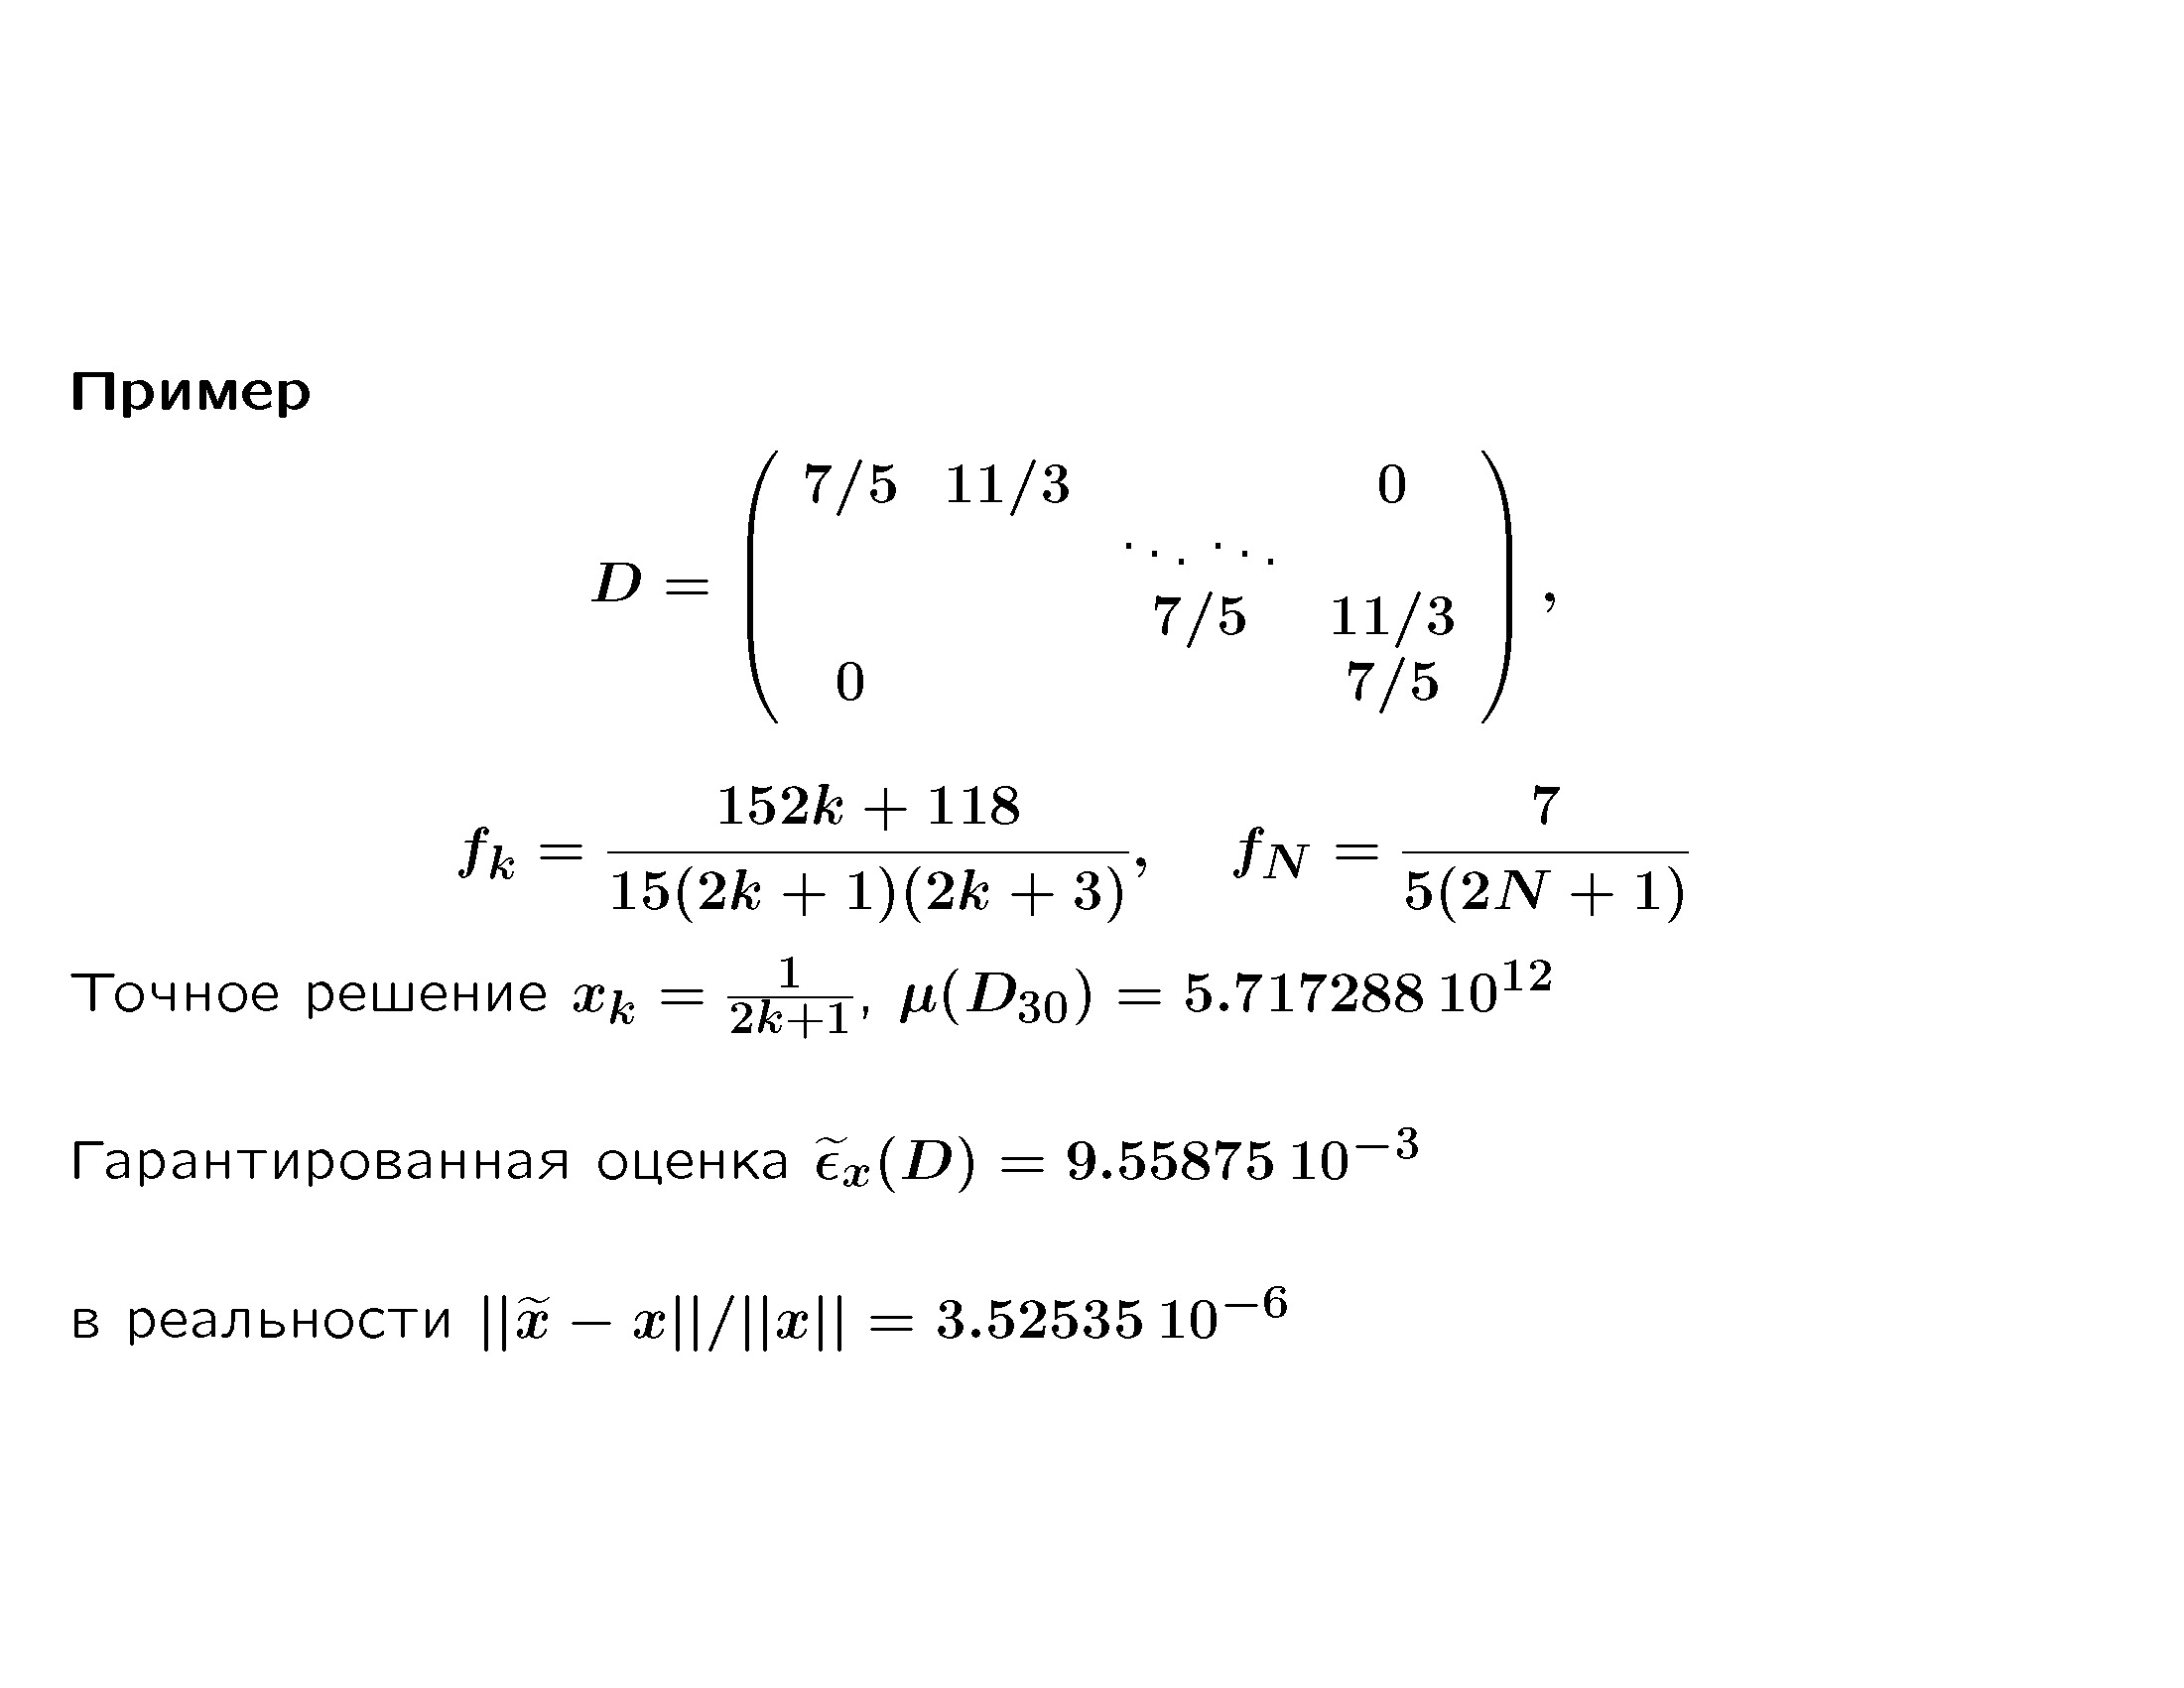 Пример
D = ( 7/5 11/3 0
⋱ ⋱
7/5 11/3
0 7/5 ),
f_k = (152k + 118) / (15(2k + 1)(2k + 3)), f_N = 7 / (5(2N + 1))
Точное решение x_k = 1/(2k+1), μ(D_30) = 5.717288 10^12
Гарантированная оценка ϵ̃_x(D) = 9.55875 10^−3
в реальности ||x̃ − x||/||x|| = 3.52535 10^−6